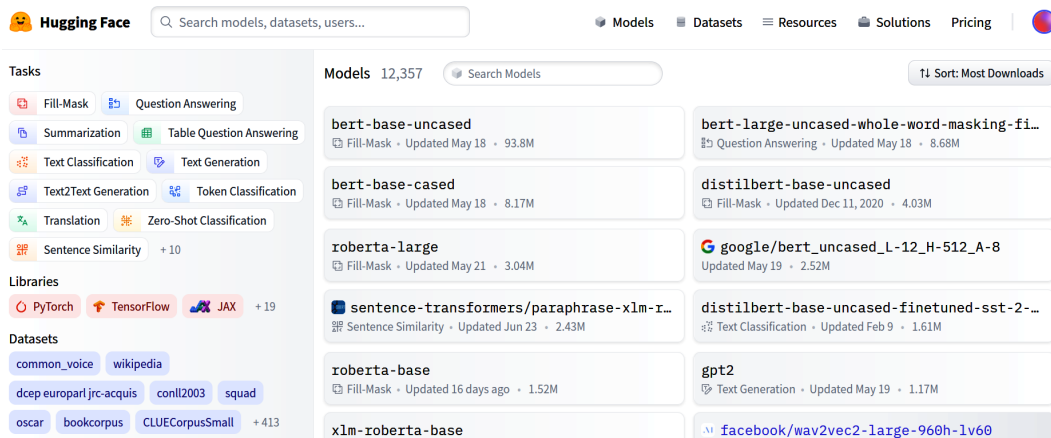 Hugging Face
Search models, datasets, users...
Models
Datasets
Resources
Solutions
Pricing
Tasks
Fill-Mask
Question Answering
Summarization
Table Question Answering
Text Classification
Text Generation
Text2Text Generation
Token Classification
Translation
Zero-Shot Classification
Sentence Similarity
+ 10
Libraries
PyTorch
TensorFlow
JAX
+ 19
Datasets
common_voice
wikipedia
dcep europarl jrc-acquis
conll2003
squad
oscar
bookcorpus
CLUECorpusSmall
+ 413
Models 12,357
Search Models
Sort: Most Downloads
bert-base-uncased
Fill-Mask • Updated May 18 • 93.8M
bert-large-uncased-whole-word-masking-fi…
Question Answering • Updated May 18 • 8.68M
bert-base-cased
Fill-Mask • Updated May 18 • 8.17M
distilbert-base-uncased
Fill-Mask • Updated Dec 11, 2020 • 4.03M
roberta-large
Fill-Mask • Updated May 21 • 3.04M
google/bert_uncased_L-12_H-512_A-8
Updated May 19 • 2.52M
sentence-transformers/paraphrase-xlm-r…
Sentence Similarity • Updated Jun 23 • 2.43M
distilbert-base-uncased-finetuned-sst-2-…
Text Classification • Updated Feb 9 • 1.61M
roberta-base
Fill-Mask • Updated 16 days ago • 1.52M
gpt2
Text Generation • Updated May 19 • 1.17M
xlm-roberta-base
facebook/wav2vec2-large-960h-lv60